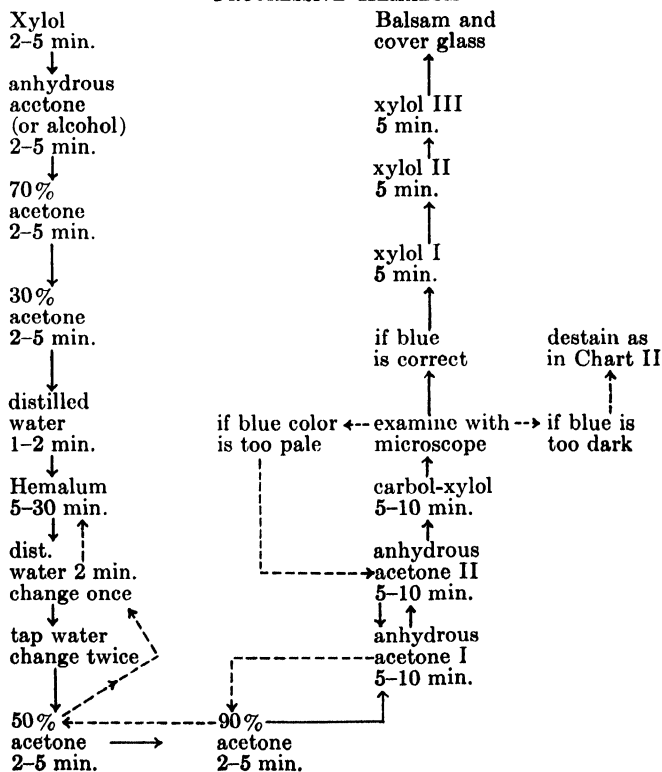 Xylol
2–5 min.
anhydrous
acetone
(or alcohol)
2–5 min.
70%
acetone
2–5 min.
30%
acetone
2–5 min.
distilled
water
1–2 min.
Hemalum
5–30 min.
dist.
water 2 min.
change once
tap water
change twice
50%
acetone
2–5 min.
90%
acetone
2–5 min.
anhydrous
acetone I
5–10 min.
anhydrous
acetone II
5–10 min.
carbol-xylol
5–10 min.
examine with
microscope
if blue color
is too pale
if blue is
too dark
destain as
in Chart II
if blue
is correct
xylol I
5 min.
xylol II
5 min.
xylol III
5 min.
Balsam and
cover glass